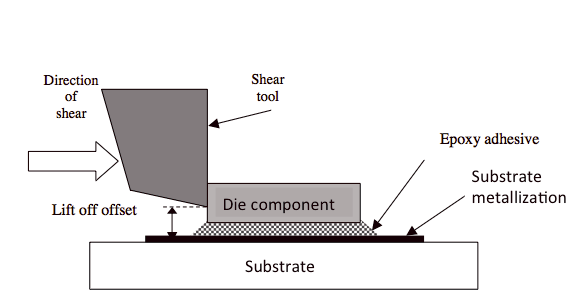 Direction
of
shear
Shear
tool
Epoxy adhesive
Substrate
metallization
Lift off offset
Die component
Substrate